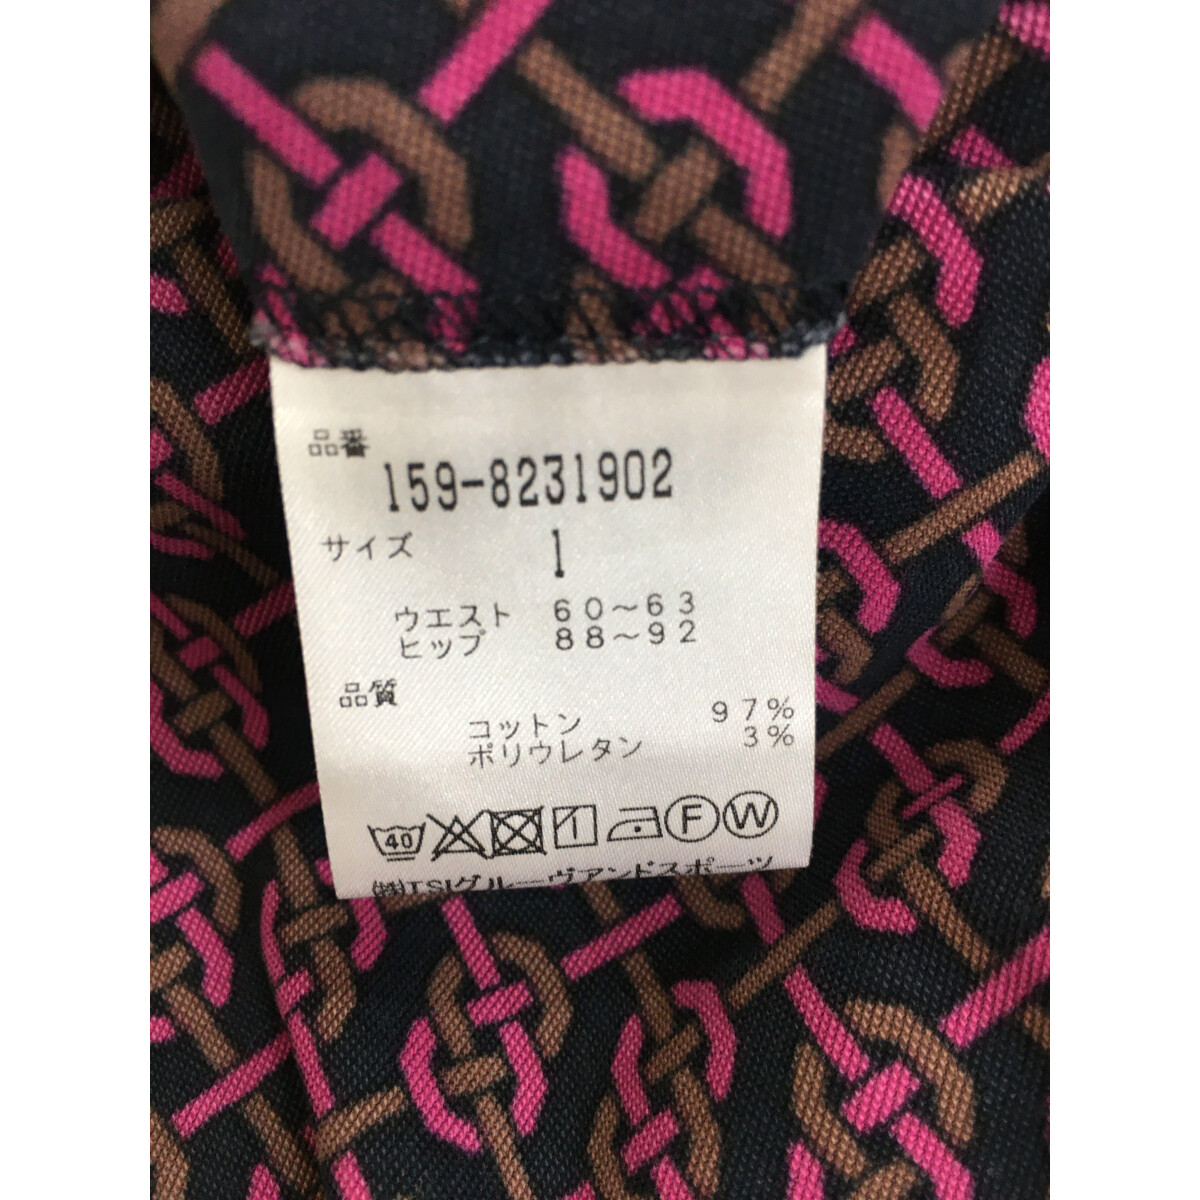 品番
159-8231902
サイズ 1
ウエスト 60～63
ヒップ 88～92
品質
コットン 97%
ポリウレタン 3%
40 1 F W
㈱TSIグルーヴアンドスポーツ